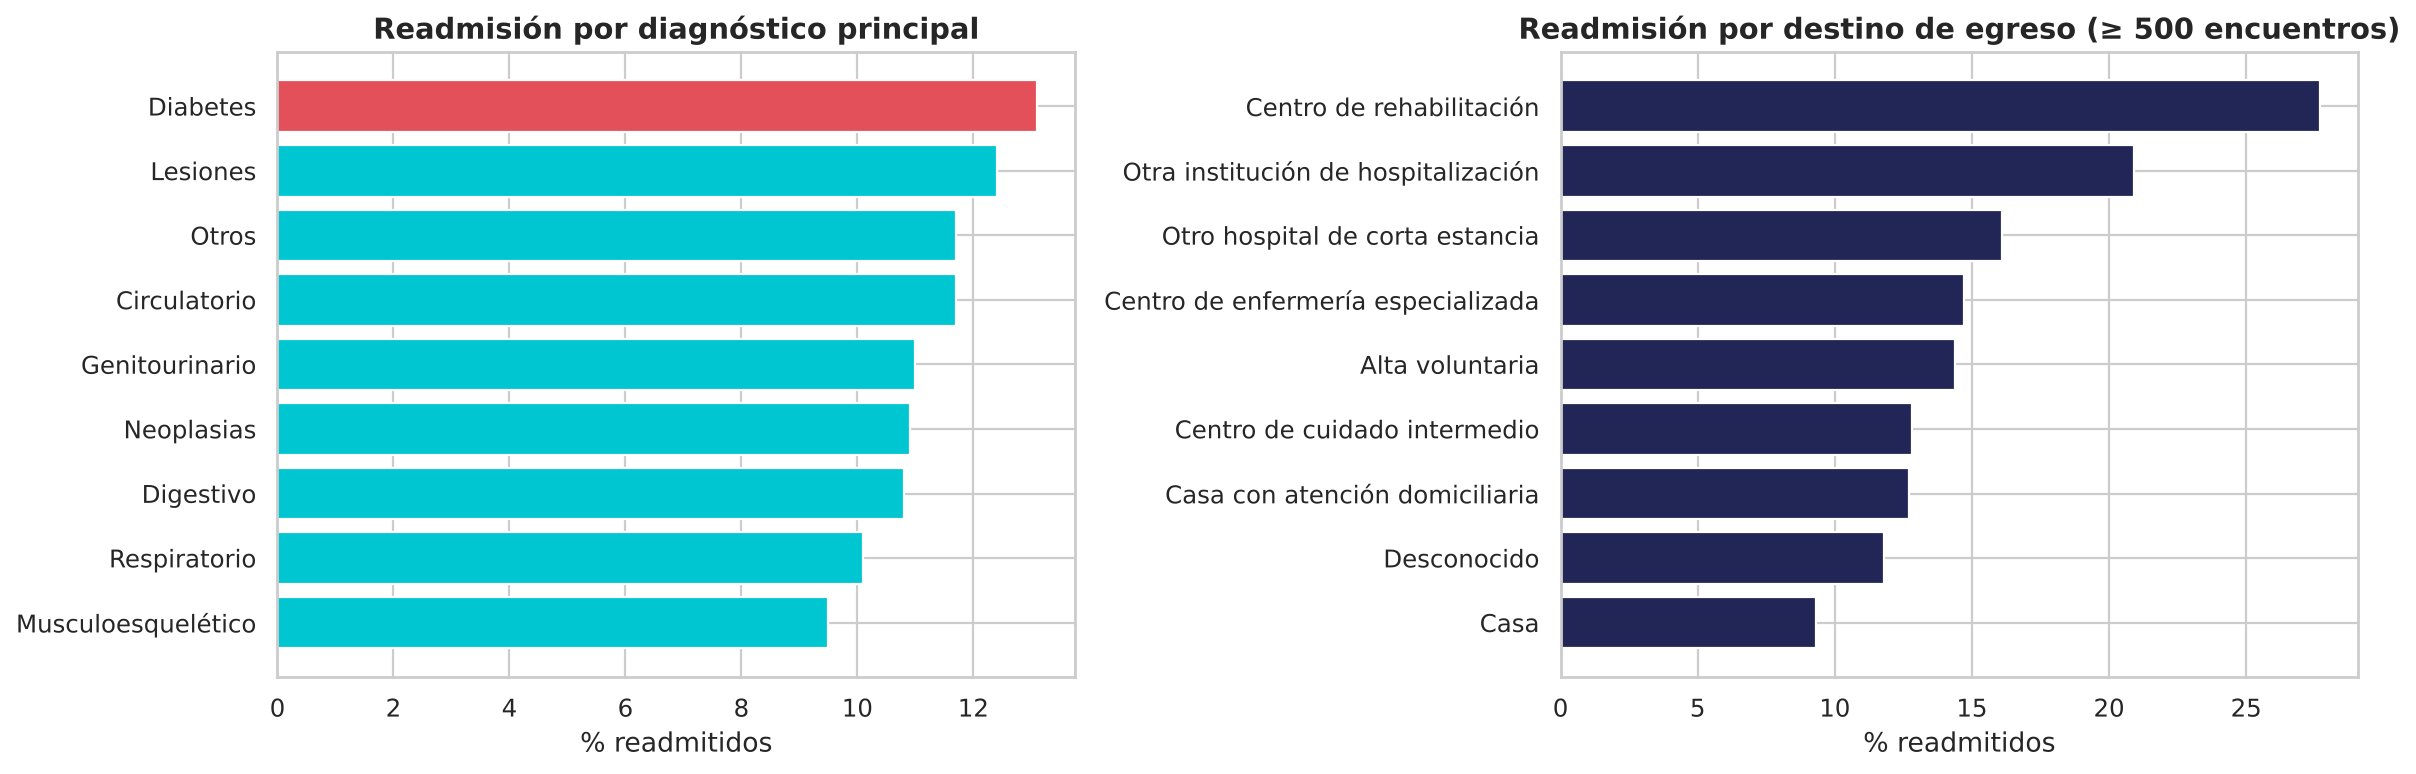 Readmisión por diagnóstico principal
Diabetes
Lesiones
Otros
Circulatorio
Genitourinario
Neoplasias
Digestivo
Respiratorio
Musculoesquelético
0 2 4 6 8 10 12
% readmitidos
Readmisión por destino de egreso (≥ 500 encuentros)
Centro de rehabilitación
Otra institución de hospitalización
Otro hospital de corta estancia
Centro de enfermería especializada
Alta voluntaria
Centro de cuidado intermedio
Casa con atención domiciliaria
Desconocido
Casa
0 5 10 15 20 25
% readmitidos